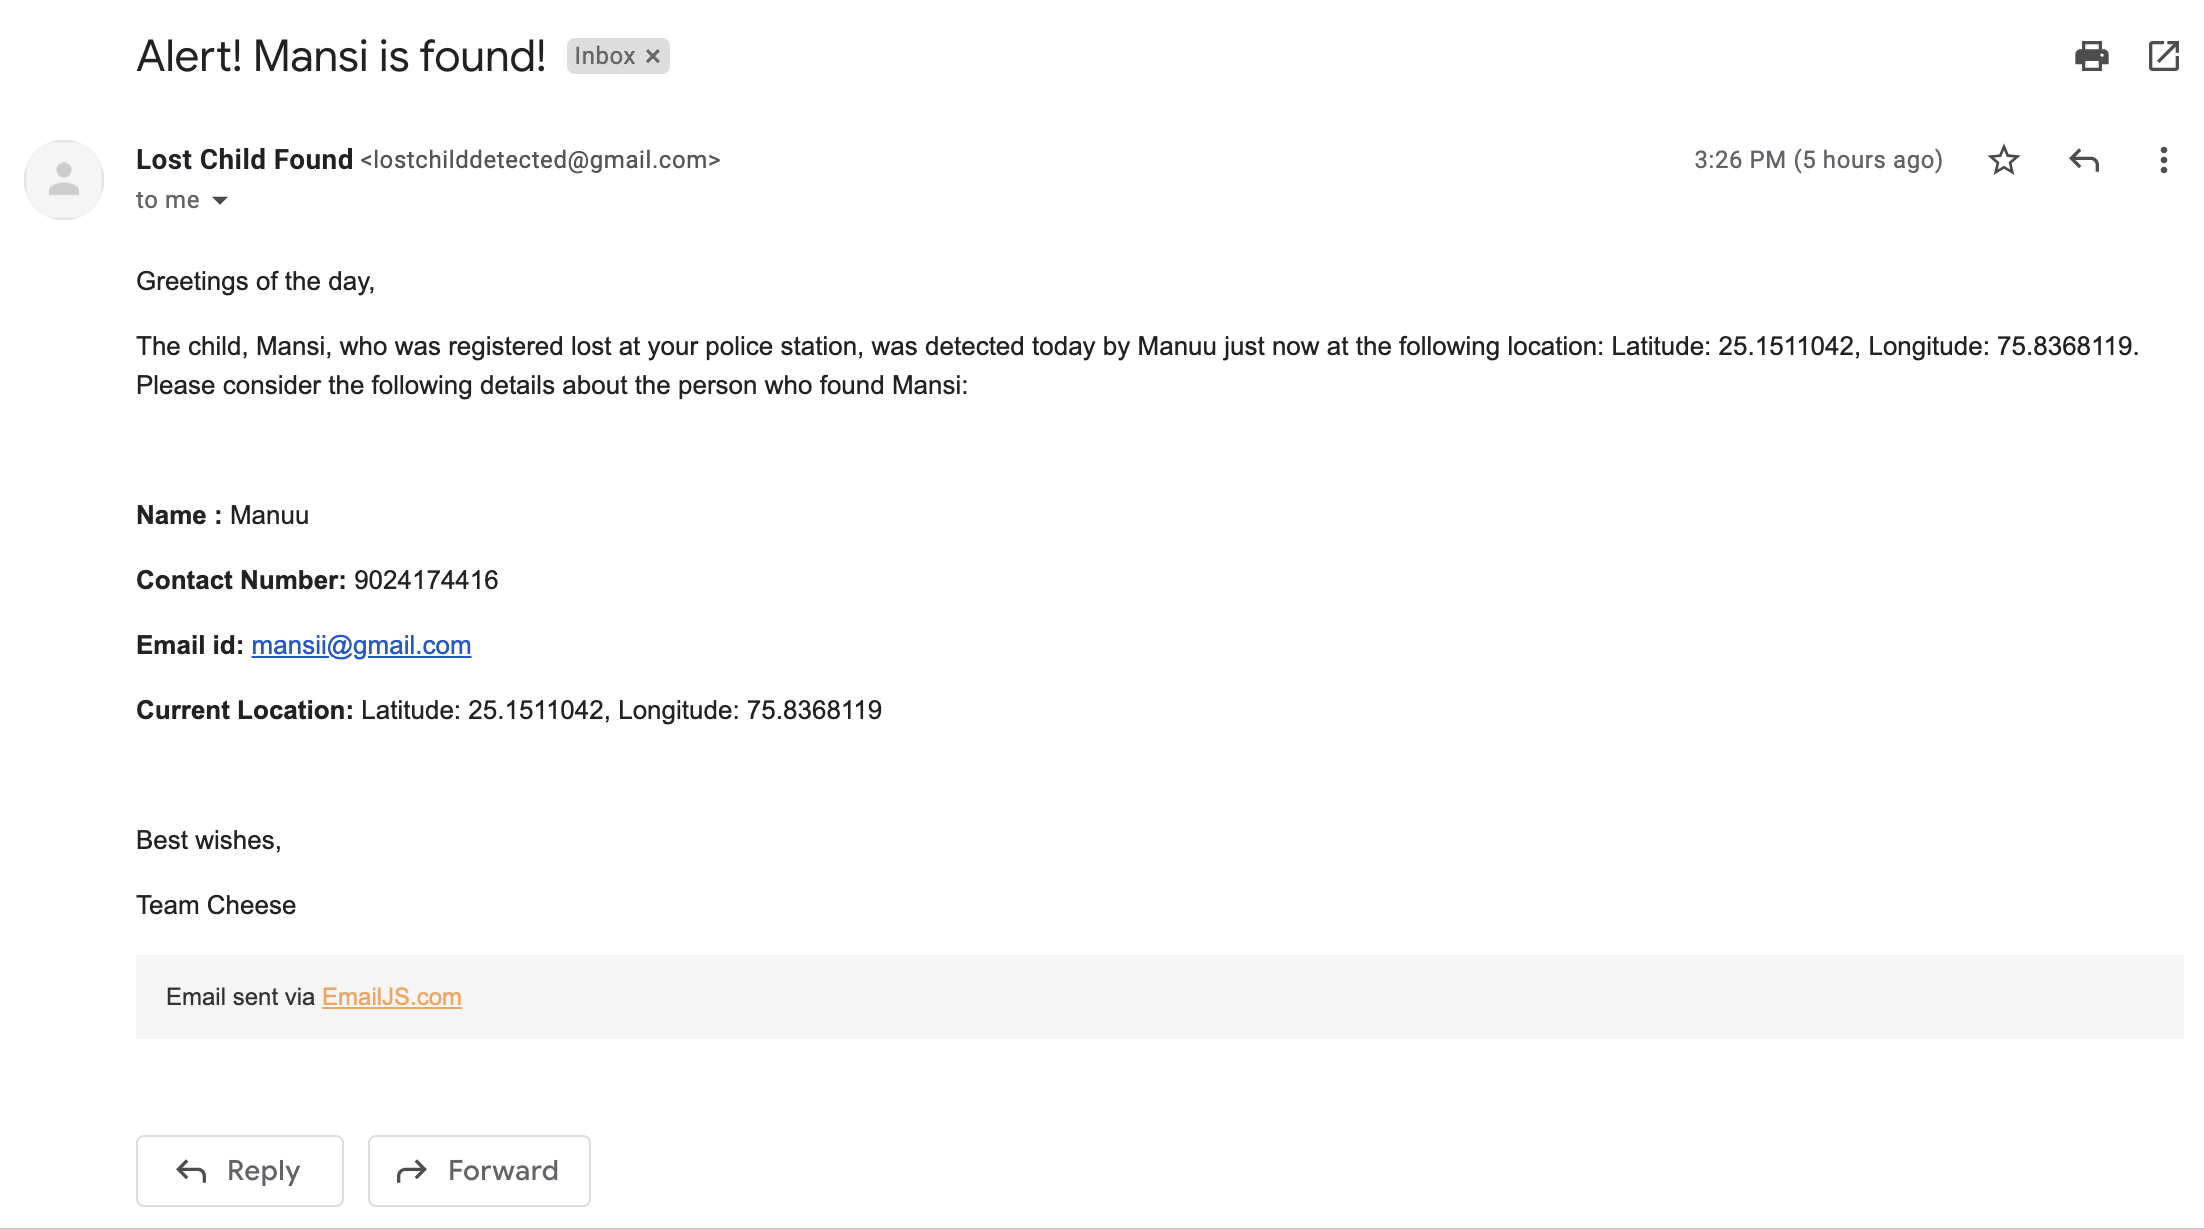 Alert! Mansi is found! Inbox ×
Lost Child Found <lostchilddetected@gmail.com> 3:26 PM (5 hours ago)
to me
Greetings of the day,
The child, Mansi, who was registered lost at your police station, was detected today by Manuu just now at the following location: Latitude: 25.1511042, Longitude: 75.8368119.
Please consider the following details about the person who found Mansi:
Name : Manuu
Contact Number: 9024174416
Email id: mansii@gmail.com
Current Location: Latitude: 25.1511042, Longitude: 75.8368119
Best wishes,
Team Cheese
Email sent via EmailJS.com
Reply Forward